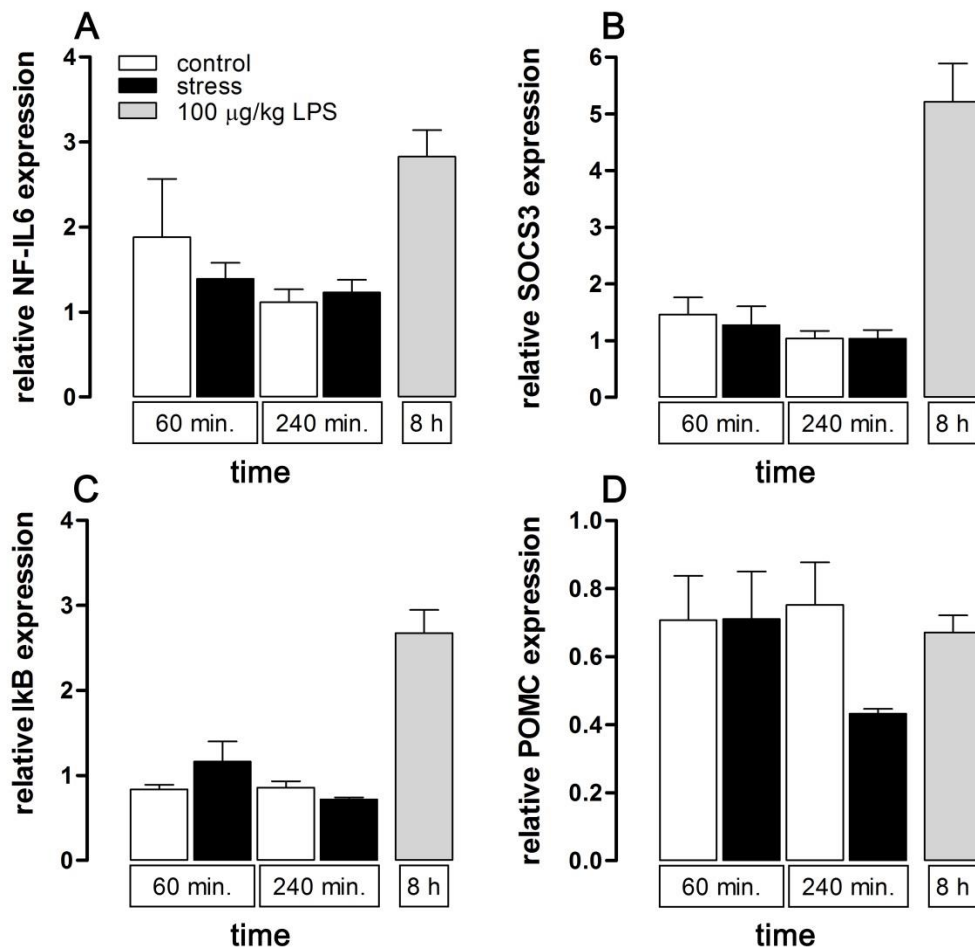 A
relative NF-IL6 expression
4
3
2
1
0
control
stress
100 μg/kg LPS
60 min.
240 min.
8 h
time
B
relative SOCS3 expression
6
5
4
3
2
1
0
60 min.
240 min.
8 h
time
C
relative IkB expression
4
3
2
1
0
60 min.
240 min.
8 h
time
D
relative POMC expression
1.0
0.8
0.6
0.4
0.2
0.0
60 min.
240 min.
8 h
time